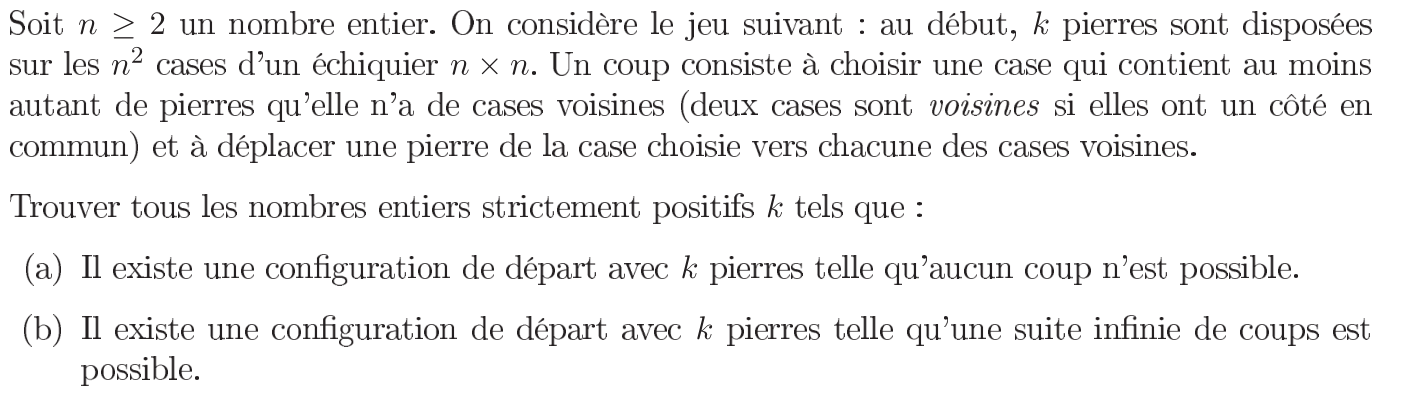 Soit n ≥ 2 un nombre entier. On considère le jeu suivant : au début, k pierres sont disposées
sur les n² cases d'un échiquier n × n. Un coup consiste à choisir une case qui contient au moins
autant de pierres qu'elle n'a de cases voisines (deux cases sont voisines si elles ont un côté en
commun) et à déplacer une pierre de la case choisie vers chacune des cases voisines.
Trouver tous les nombres entiers strictement positifs k tels que :
(a) Il existe une configuration de départ avec k pierres telle qu'aucun coup n'est possible.
(b) Il existe une configuration de départ avec k pierres telle qu'une suite infinie de coups est
possible.